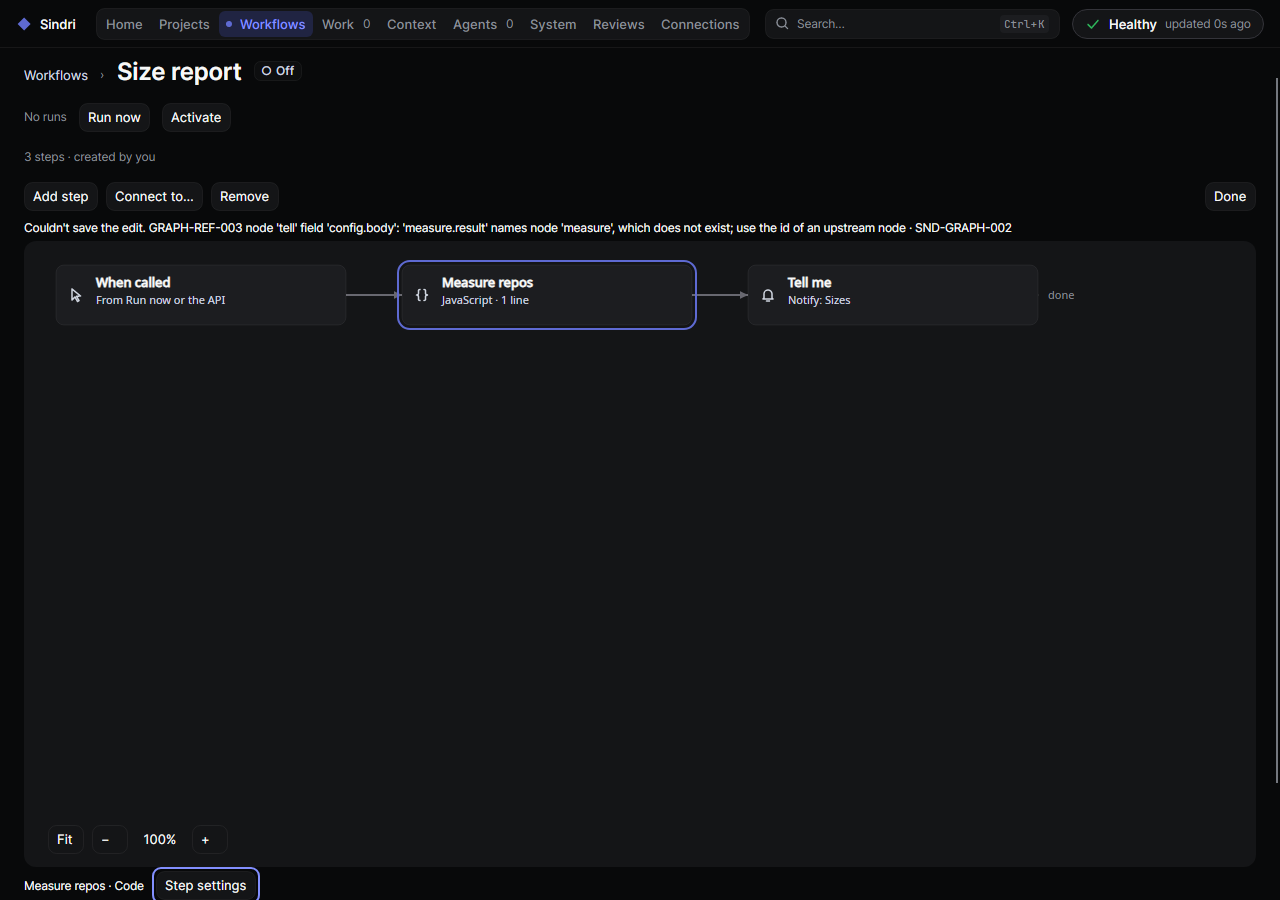 Sindri
Home Projects Workflows Work 0 Context Agents 0 System Reviews Connections
Search... Ctrl+K
Healthy updated 0s ago
Workflows › Size report Off
No runs Run now Activate
3 steps · created by you
Add step Connect to... Remove Done
Couldn't save the edit. GRAPH-REF-003 node 'tell' field 'config.body': 'measure.result' names node 'measure', which does not exist; use the id of an upstream node · SND-GRAPH-002
When called
From Run now or the API
{} Measure repos
JavaScript · 1 line
Tell me
Notify: Sizes
done
Fit − 100% +
Measure repos · Code Step settings